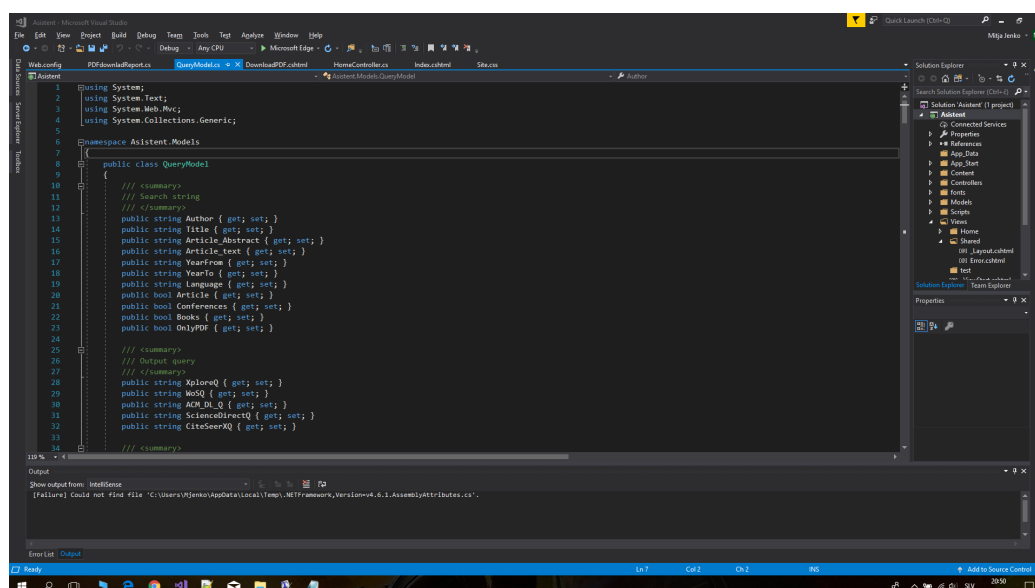 Asistent - Microsoft Visual Studio
Quick Launch (Ctrl+Q)
File Edit View Project Build Debug Team Tools Test Analyze Window Help
Mitja Jenko
Debug Any CPU Microsoft Edge
Web.config PDFdownladReport.cs QueryModel.cs DownloadPDF.cshtml HomeController.cs Index.cshtml Site.css
Asistent Asistent.Models.QueryModel Author
Data Sources
Server Explorer
Toolbox
1 using System;
2 using System.Text;
3 using System.Web.Mvc;
4 using System.Collections.Generic;
5
6 namespace Asistent.Models
7 {
8 public class QueryModel
9 {
10 /// <summary>
11 /// Search string
12 /// </summary>
13 public string Author { get; set; }
14 public string Title { get; set; }
15 public string Article_Abstract { get; set; }
16 public string Article_text { get; set; }
17 public string YearFrom { get; set; }
18 public string YearTo { get; set; }
19 public string Language { get; set; }
20 public bool Article { get; set; }
21 public bool Conferences { get; set; }
22 public bool Books { get; set; }
23 public bool OnlyPDF { get; set; }
24
25 /// <summary>
26 /// Output query
27 /// </summary>
28 public string XploreQ { get; set; }
29 public string WoSQ { get; set; }
30 public string ACM_DL_Q { get; set; }
31 public string ScienceDirectQ { get; set; }
32 public string CiteSeerXQ { get; set; }
33
34 /// <summary>
119 %
Solution Explorer
Search Solution Explorer (Ctrl+č)
Solution 'Asistent' (1 project)
Asistent
Connected Services
Properties
References
App_Data
App_Start
Content
Controllers
fonts
Models
Scripts
Views
Home
Shared
_Layout.cshtml
Error.cshtml
test
Solution Explorer Team Explorer
Properties
Output
Show output from: IntelliSense
[Failure] Could not find file 'C:\Users\Mjenko\AppData\Local\Temp\.NETFramework,Version=v4.6.1.AssemblyAttributes.cs'.
Error List Output
Ready Ln 7 Col 2 Ch 2 INS Add to Source Control
SLV 20:50